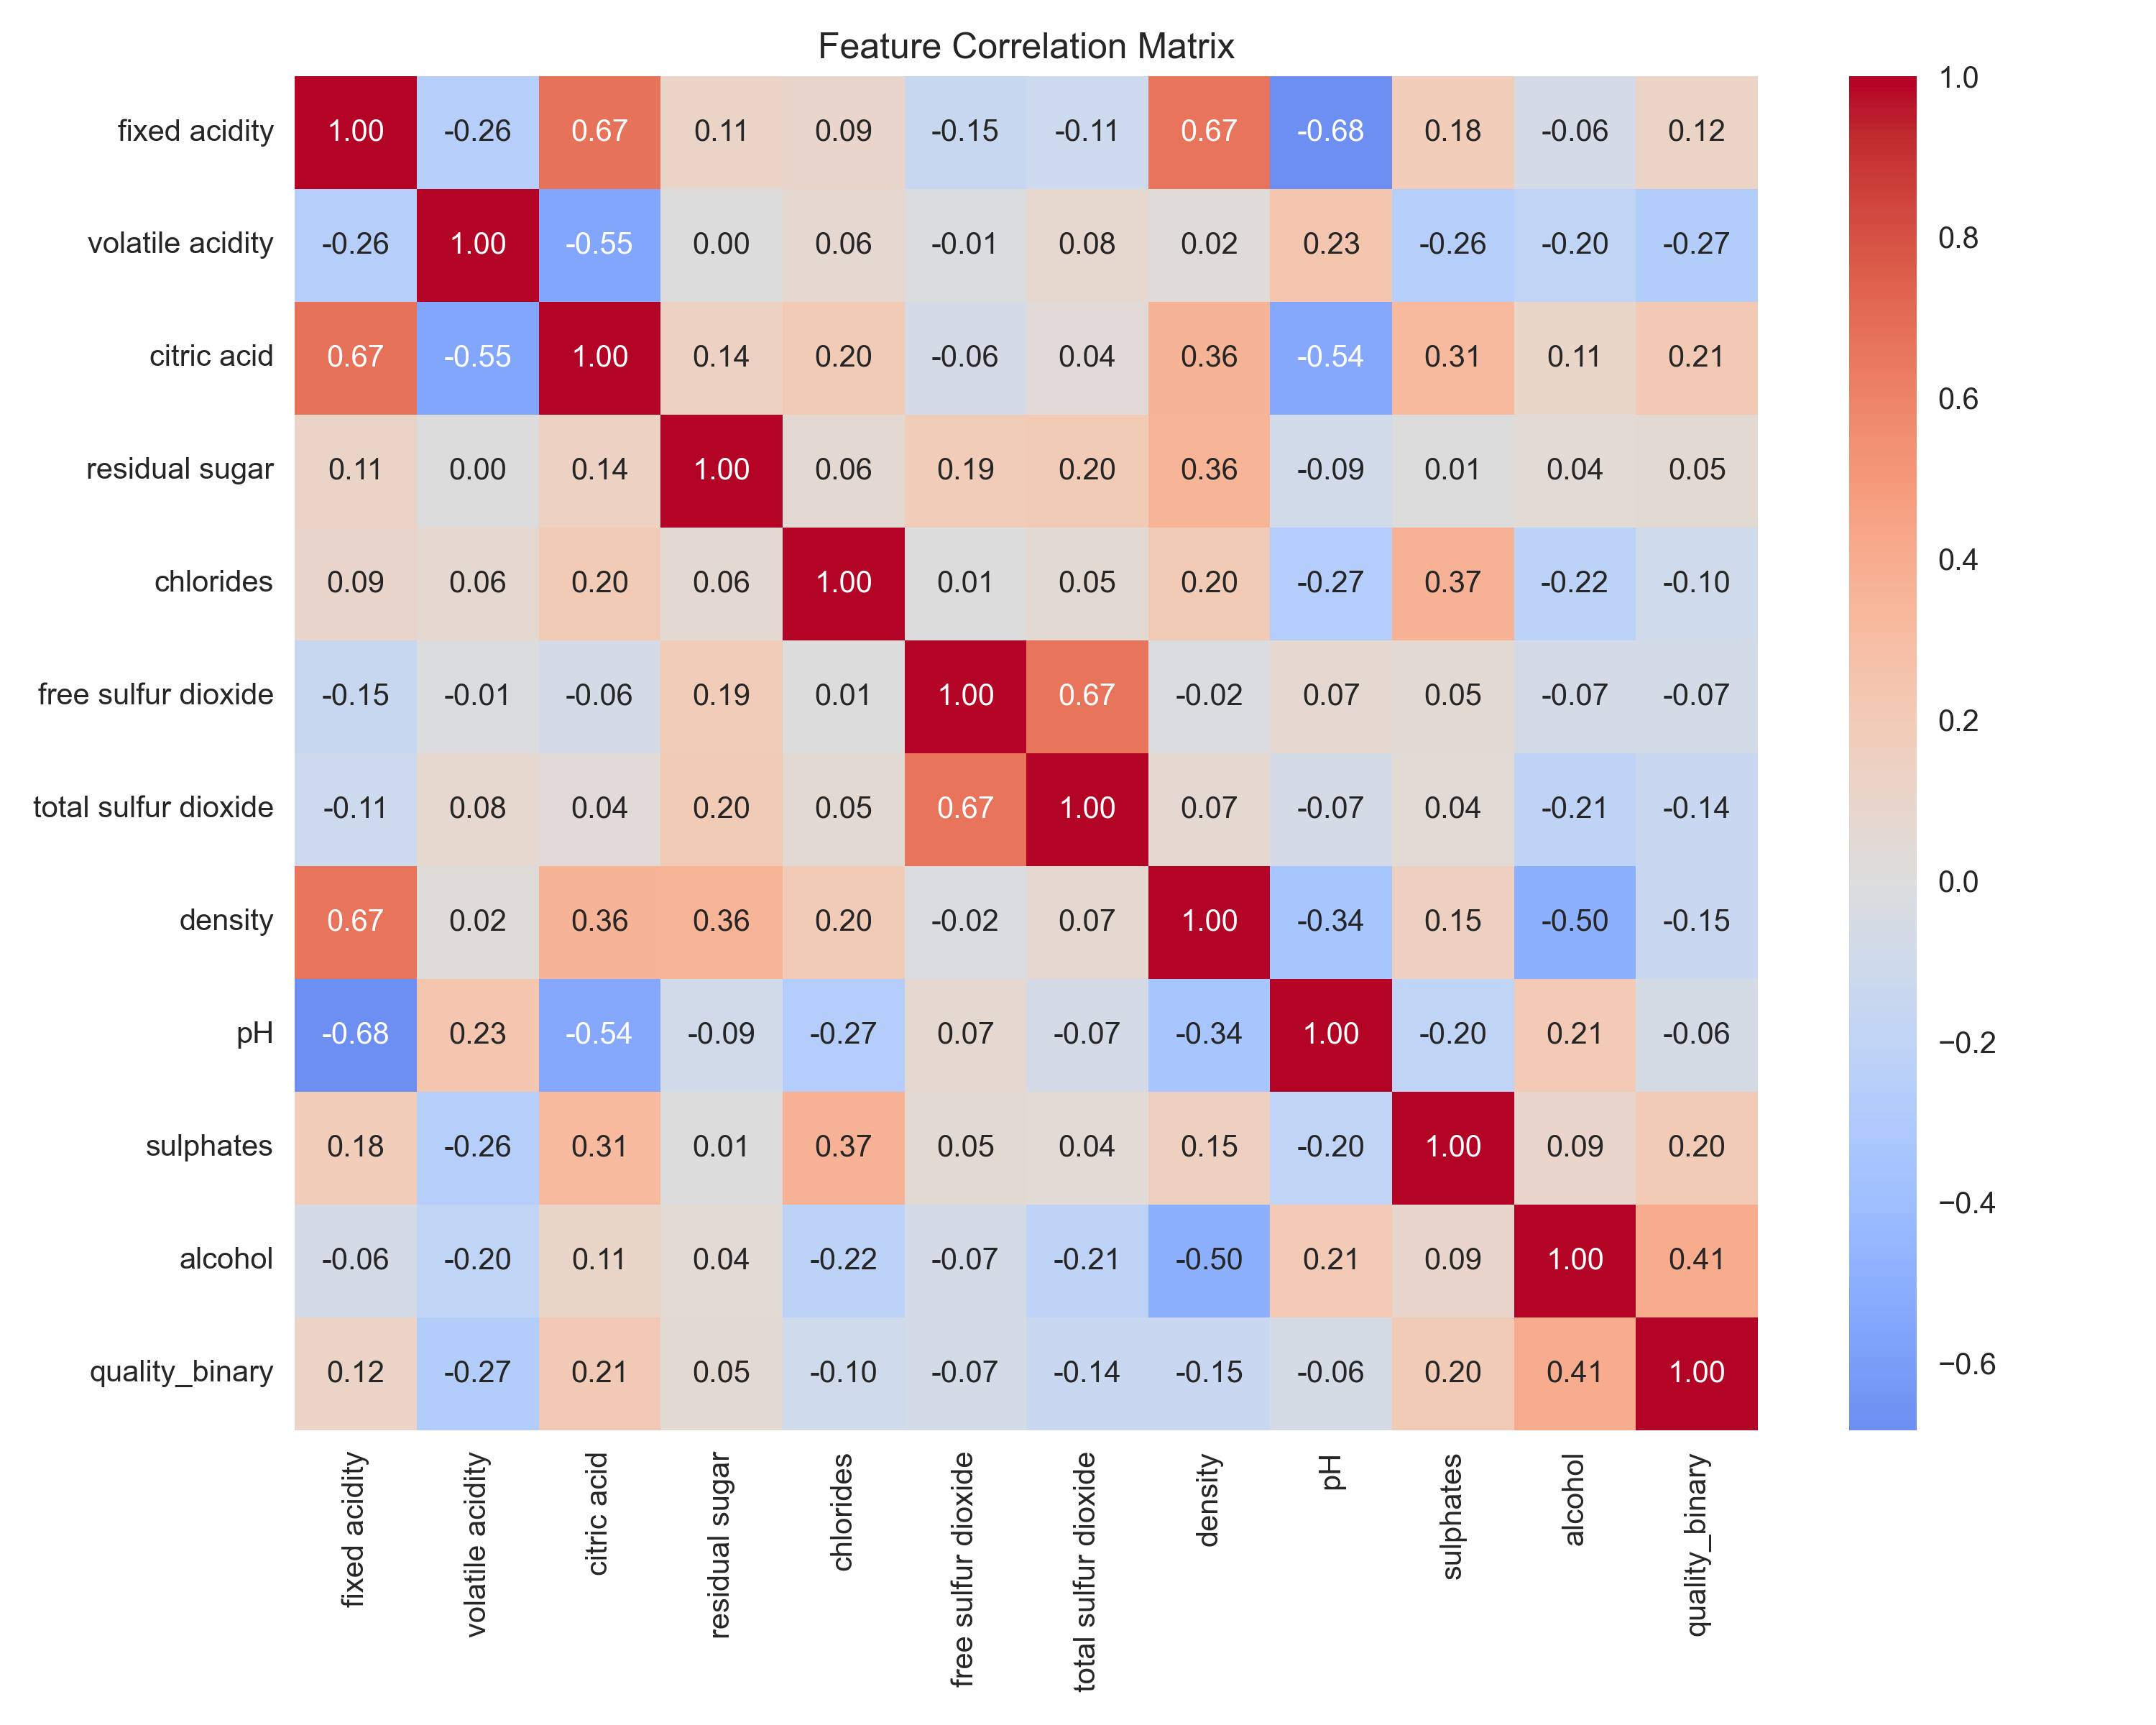 Feature Correlation Matrix
fixed acidity 1.00 -0.26 0.67 0.11 0.09 -0.15 -0.11 0.67 -0.68 0.18 -0.06 0.12
volatile acidity -0.26 1.00 -0.55 0.00 0.06 -0.01 0.08 0.02 0.23 -0.26 -0.20 -0.27
citric acid 0.67 -0.55 1.00 0.14 0.20 -0.06 0.04 0.36 -0.54 0.31 0.11 0.21
residual sugar 0.11 0.00 0.14 1.00 0.06 0.19 0.20 0.36 -0.09 0.01 0.04 0.05
chlorides 0.09 0.06 0.20 0.06 1.00 0.01 0.05 0.20 -0.27 0.37 -0.22 -0.10
free sulfur dioxide -0.15 -0.01 -0.06 0.19 0.01 1.00 0.67 -0.02 0.07 0.05 -0.07 -0.07
total sulfur dioxide -0.11 0.08 0.04 0.20 0.05 0.67 1.00 0.07 -0.07 0.04 -0.21 -0.14
density 0.67 0.02 0.36 0.36 0.20 -0.02 0.07 1.00 -0.34 0.15 -0.50 -0.15
pH -0.68 0.23 -0.54 -0.09 -0.27 0.07 -0.07 -0.34 1.00 -0.20 0.21 -0.06
sulphates 0.18 -0.26 0.31 0.01 0.37 0.05 0.04 0.15 -0.20 1.00 0.09 0.20
alcohol -0.06 -0.20 0.11 0.04 -0.22 -0.07 -0.21 -0.50 0.21 0.09 1.00 0.41
quality_binary 0.12 -0.27 0.21 0.05 -0.10 -0.07 -0.14 -0.15 -0.06 0.20 0.41 1.00
fixed acidity
volatile acidity
citric acid
residual sugar
chlorides
free sulfur dioxide
total sulfur dioxide
density
pH
sulphates
alcohol
quality_binary
1.0
0.8
0.6
0.4
0.2
0.0
−0.2
−0.4
−0.6